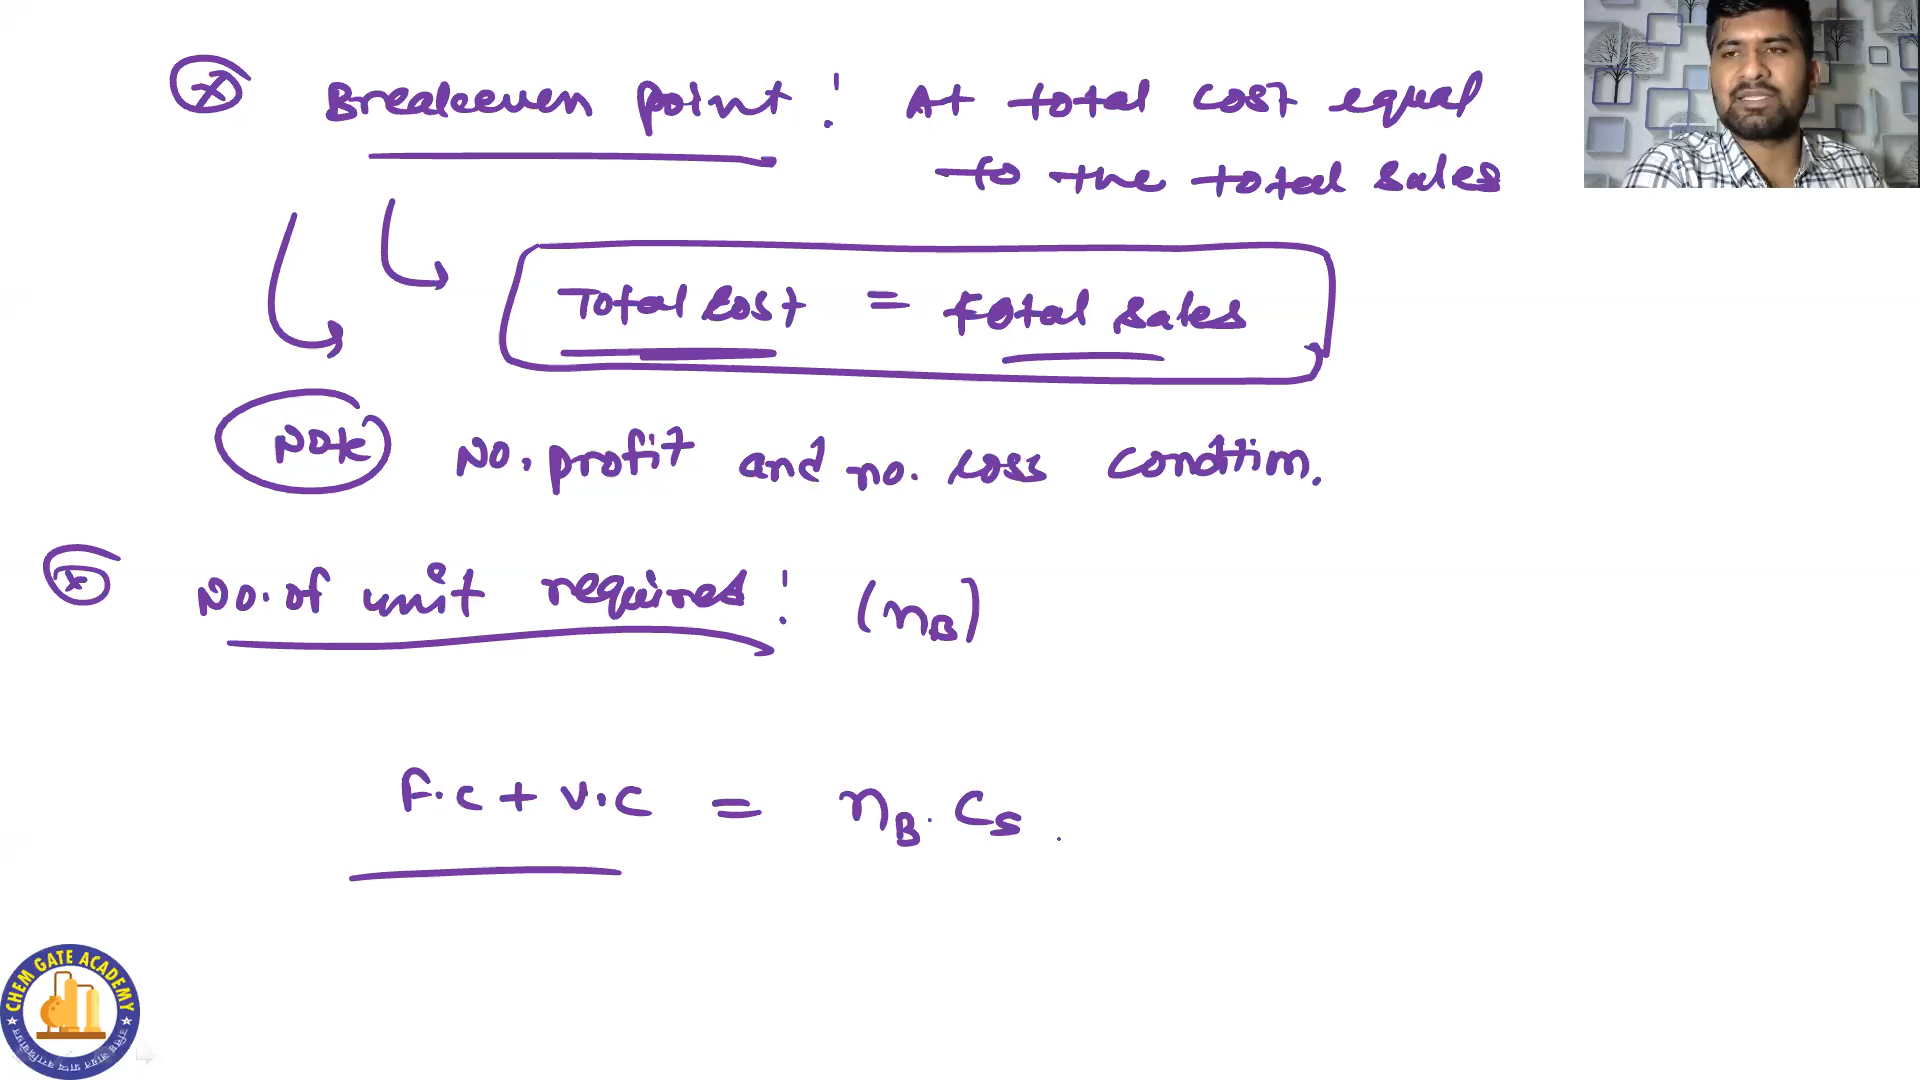 Breakeven point : At total cost equal
to the total sales
Total cost = total sales
Note No. profit and no. loss condition.
No. of unit required : (nB)
F.C + V.C = nB . Cs .
CHEM GATE ACADEMY